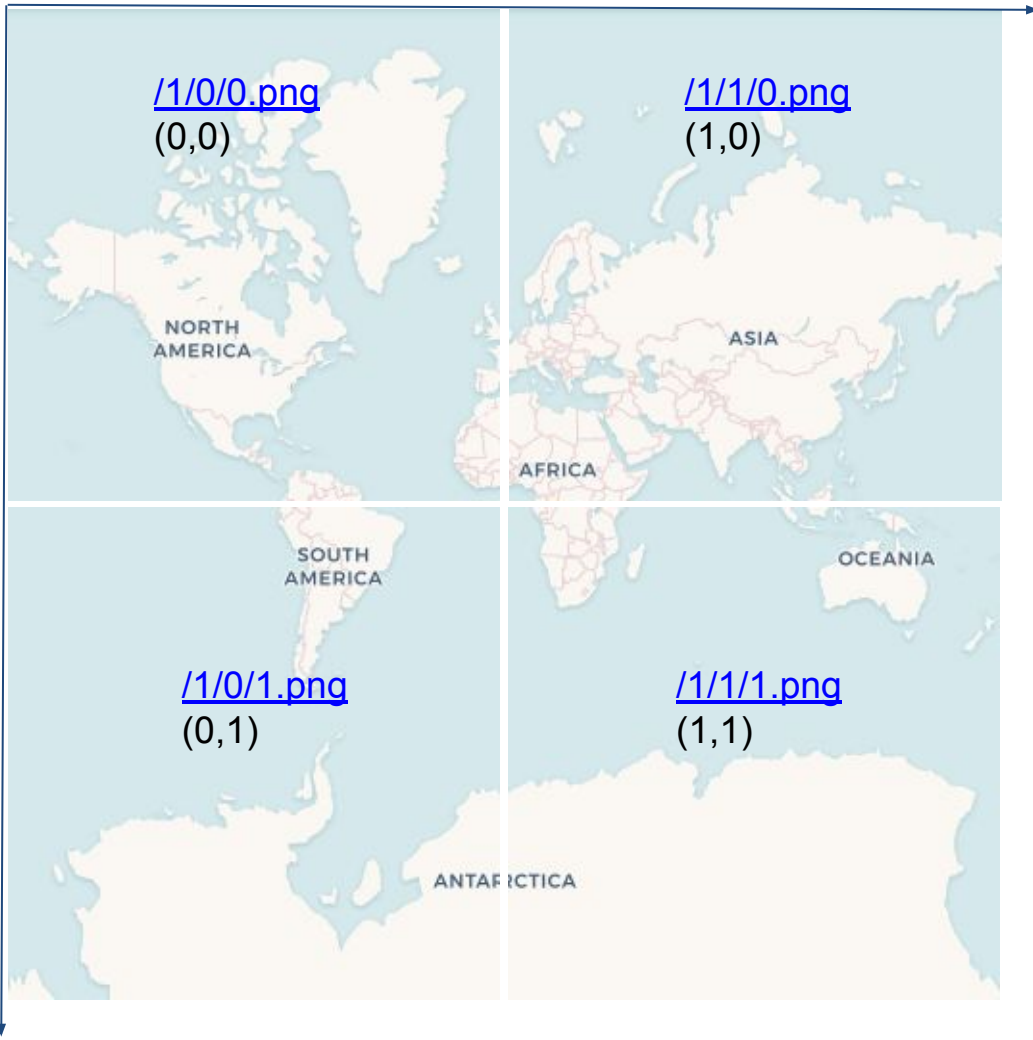 /1/0/0.png
(0,0)
/1/1/0.png
(1,0)
NORTH
AMERICA
ASIA
AFRICA
SOUTH
AMERICA
OCEANIA
/1/0/1.png
(0,1)
/1/1/1.png
(1,1)
ANTARRCTICA